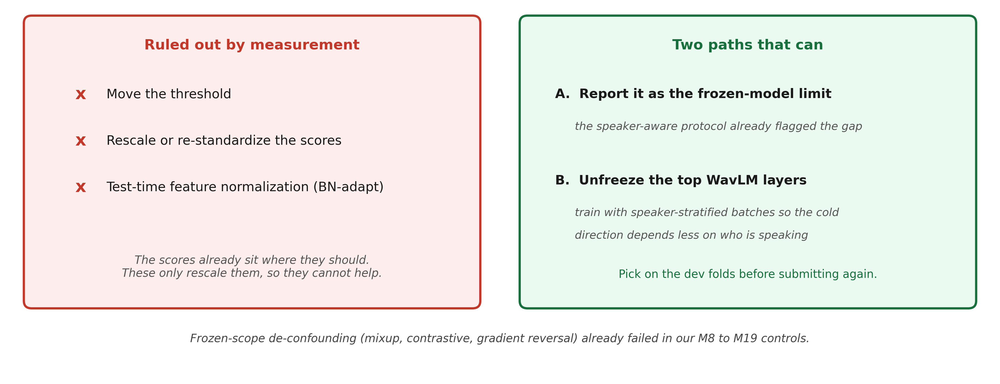 Ruled out by measurement
x Move the threshold
x Rescale or re-standardize the scores
x Test-time feature normalization (BN-adapt)
The scores already sit where they should.
These only rescale them, so they cannot help.
Two paths that can
A. Report it as the frozen-model limit
the speaker-aware protocol already flagged the gap
B. Unfreeze the top WavLM layers
train with speaker-stratified batches so the cold
direction depends less on who is speaking
Pick on the dev folds before submitting again.
Frozen-scope de-confounding (mixup, contrastive, gradient reversal) already failed in our M8 to M19 controls.